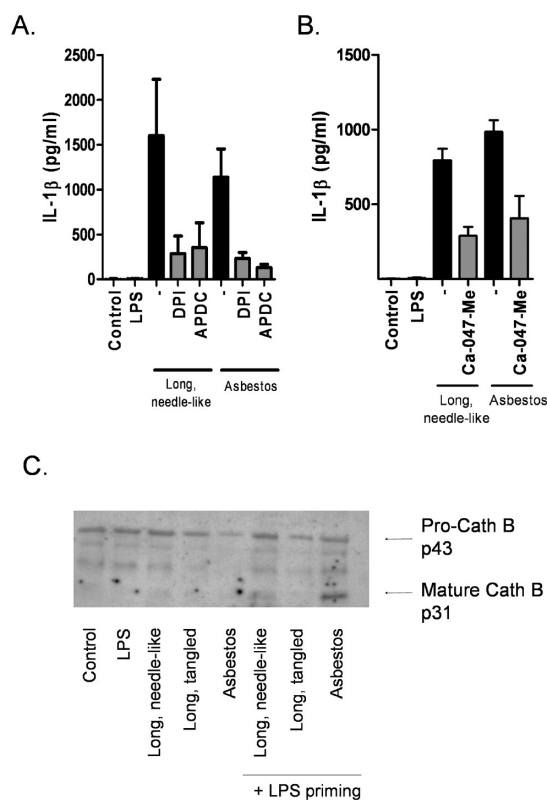 A.
IL-1β (pg/ml)
2500
2000
1500
1000
500
0
Control
LPS
-
DPI
APDC
-
DPI
APDC
Long,
needle-like
Asbestos
B.
IL-1β (pg/ml)
1500
1000
500
Control
LPS
-
Ca-047-Me
-
Ca-047-Me
Long,
needle-like
Asbestos
C.
Pro-Cath B
p43
Mature Cath B
p31
Control
LPS
Long, needle-like
Long, tangled
Asbestos
Long, needle-like
Long, tangled
Asbestos
+ LPS priming